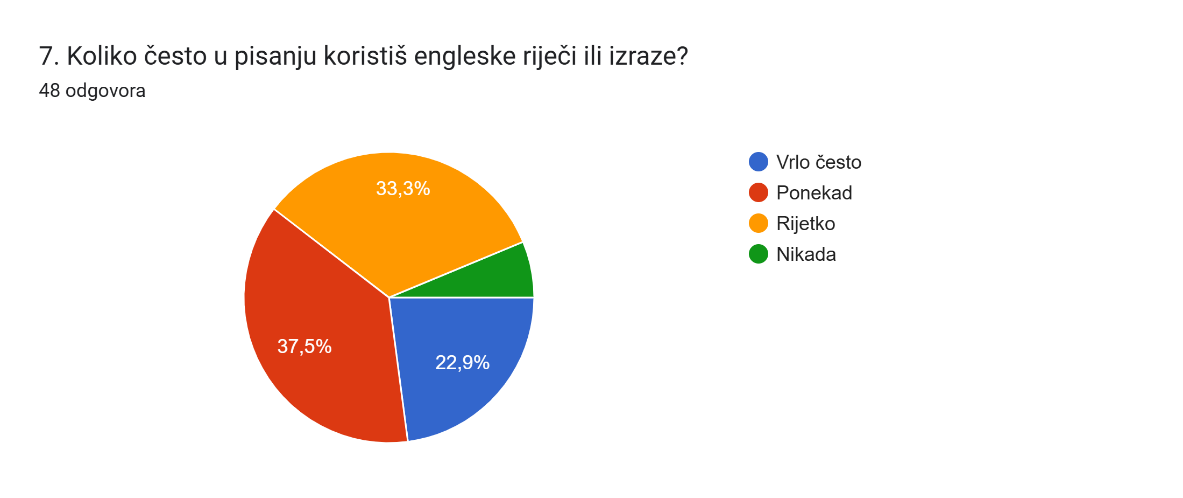 7. Koliko često u pisanju koristiš engleske riječi ili izraze?
48 odgovora
33,3%
37,5%
22,9%
Vrlo često
Ponekad
Rijetko
Nikada